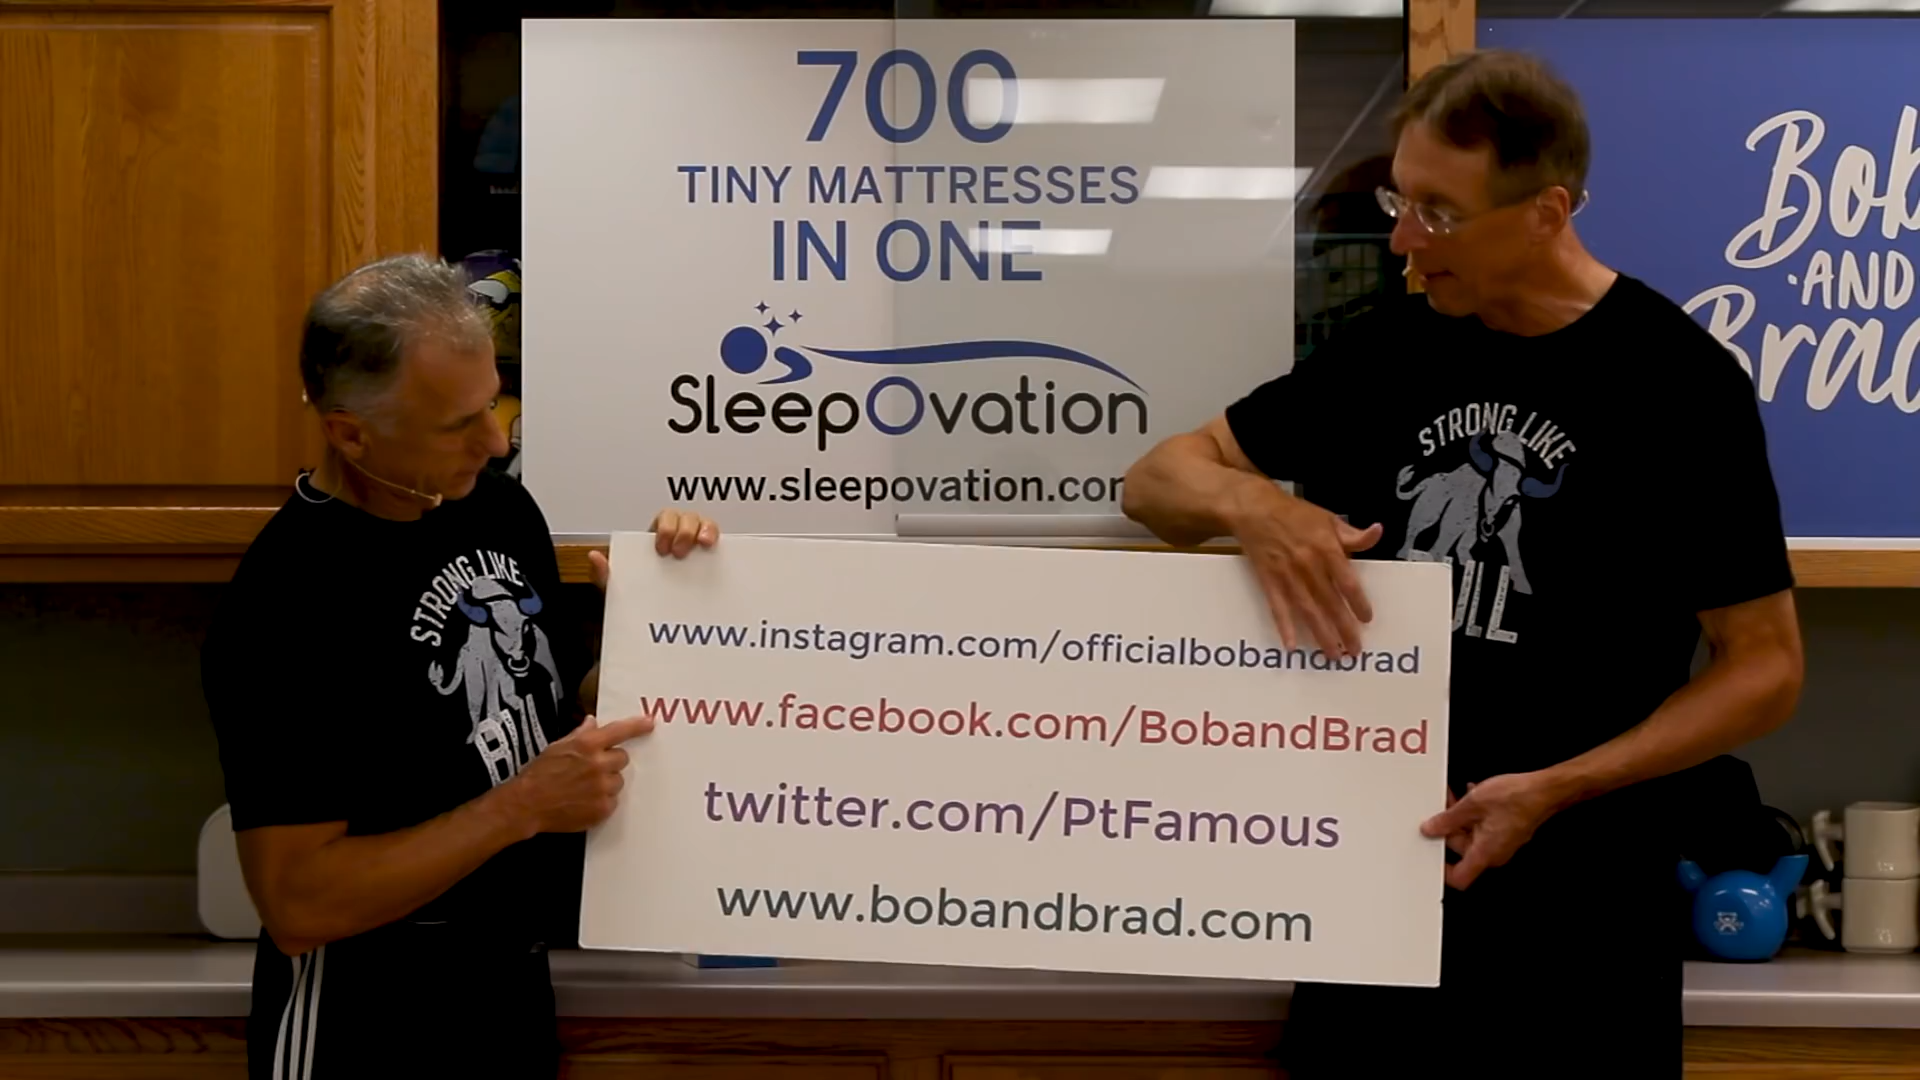 700
TINY MATTRESSES
IN ONE
SleepOvation
www.sleepovation.com
Bob
·AND
Brad
STRONG LIKE
BULL
STRONG LIKE
BULL
www.instagram.com/officialbobandbrad
www.facebook.com/BobandBrad
twitter.com/PtFamous
www.bobandbrad.com